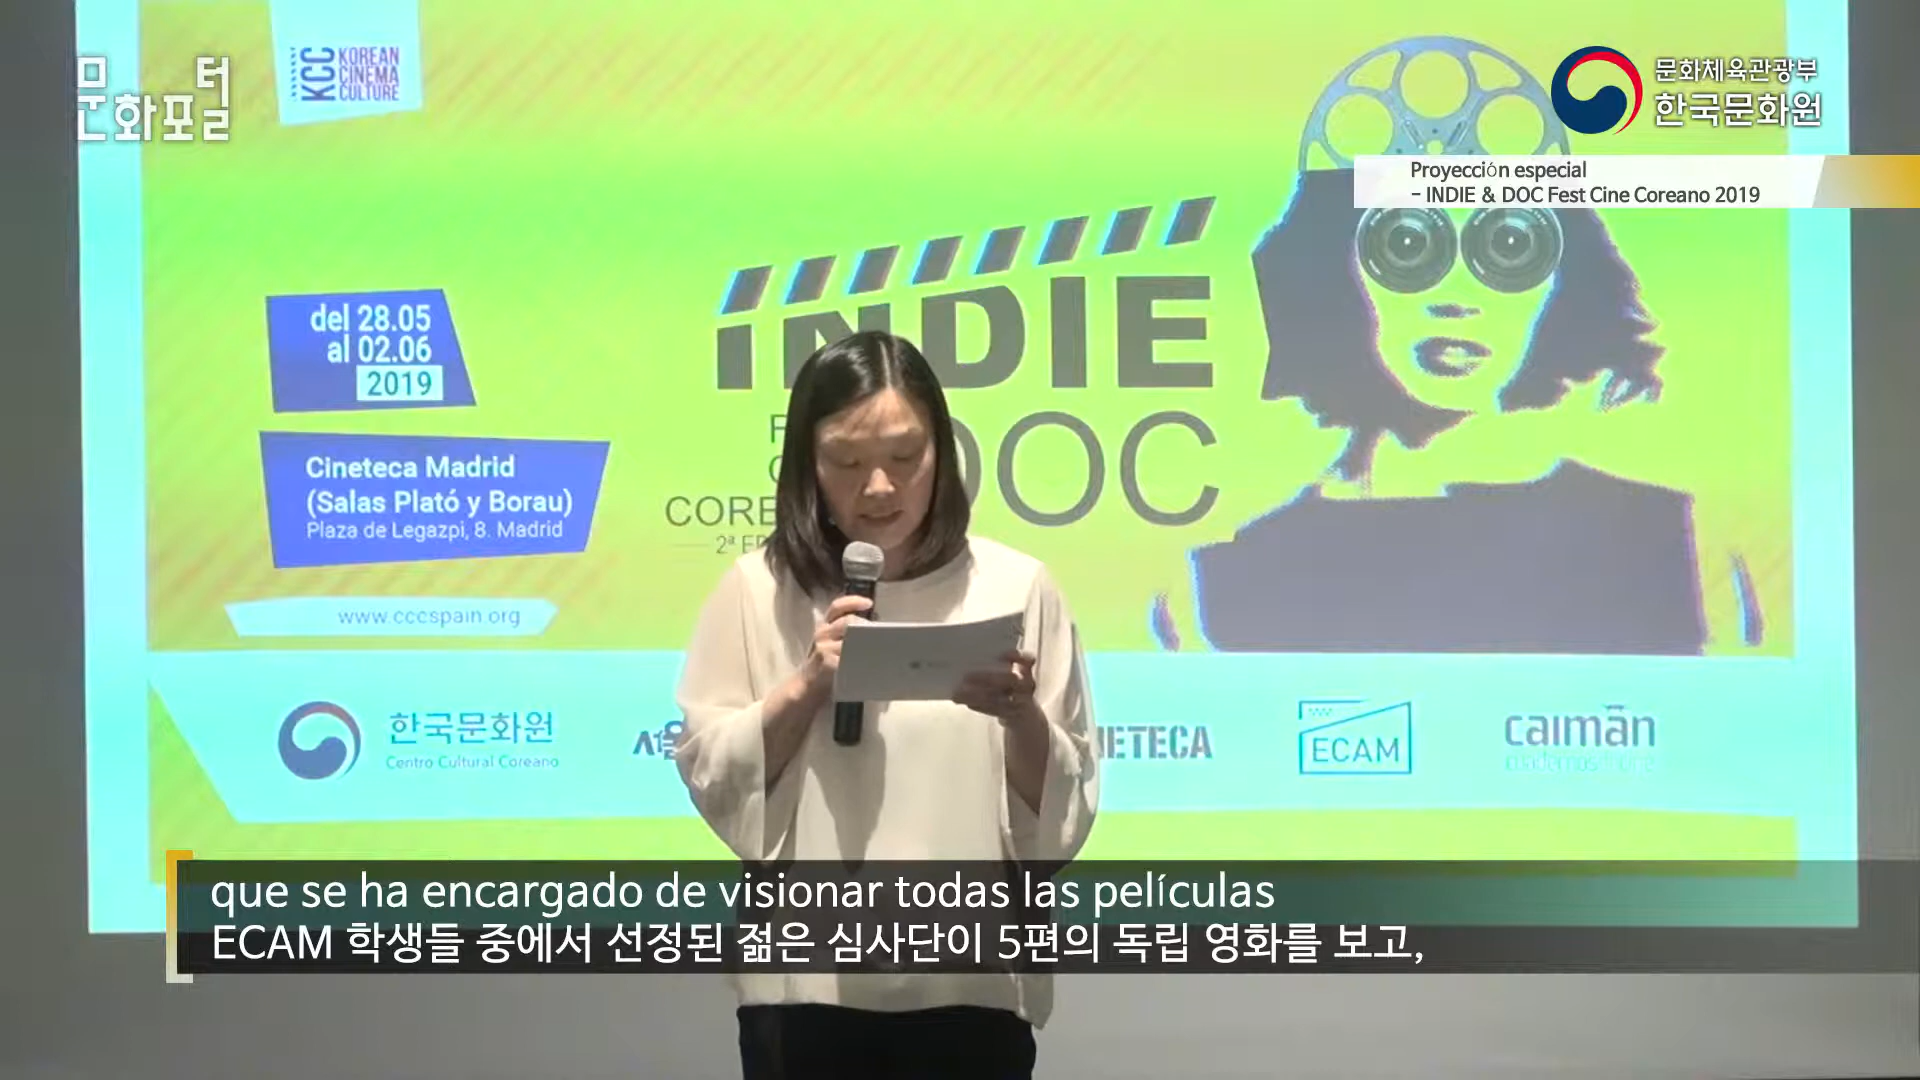 문화포털
KCC
KOREAN
CINEMA
CULTURE
문화체육관광부
한국문화원
Proyección especial
- INDIE & DOC Fest Cine Coreano 2019
del 28.05
al 02.06
2019
Cineteca Madrid
(Salas Plató y Borau)
Plaza de Legazpi, 8. Madrid
www.cccspain.org
INDIE
DOC
CORE
2ª
한국문화원
Centro Cultural Coreano
서울
NETECA
ECAM
caimán
que se ha encargado de visionar todas las películas
ECAM 학생들 중에서 선정된 젊은 심사단이 5편의 독립 영화를 보고,